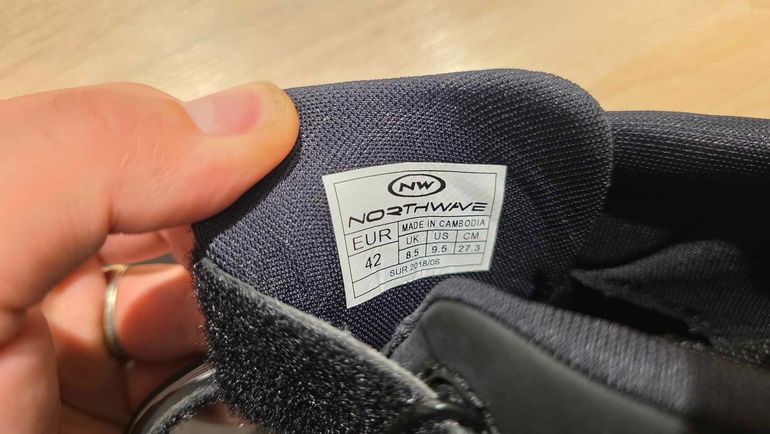 NW
NORTHWAVE
EUR 42
MADE IN CAMBODIA
UK US CM
8.5 9.5 27.3
SUR 2018/06